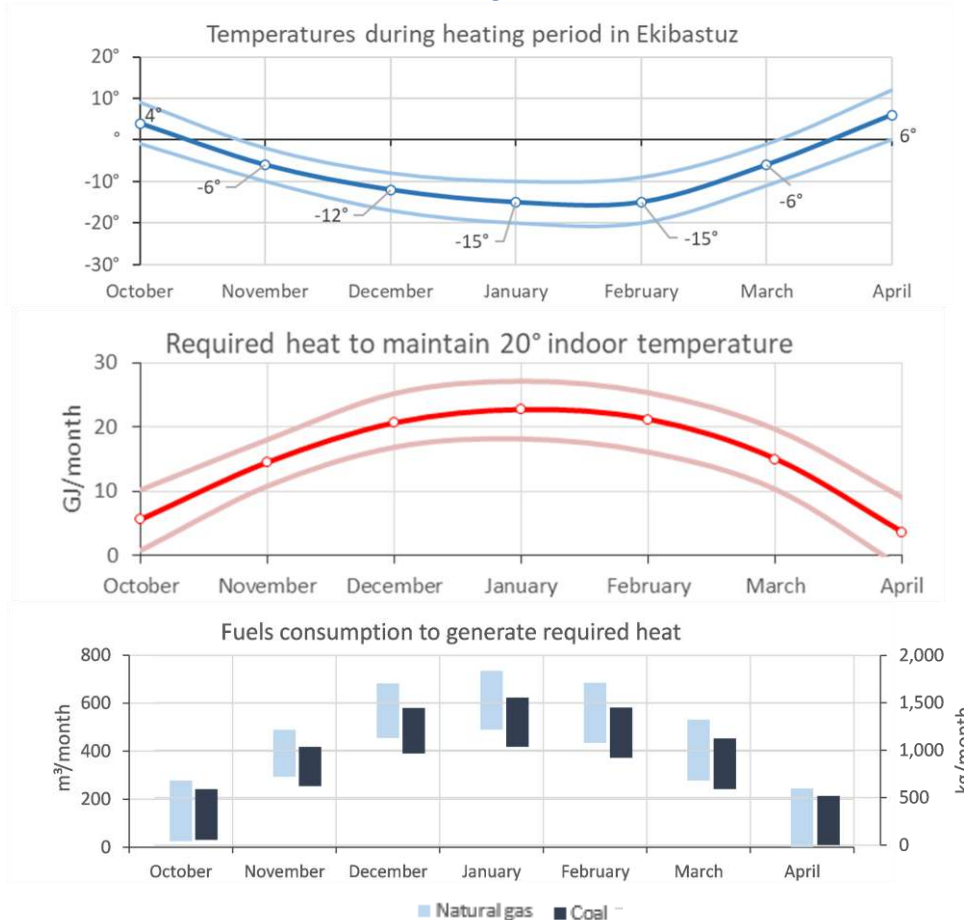 Temperatures during heating period in Ekibastuz
20°
10°
°
-10°
-20°
-30°
4°
-6°
-12°
-15°
-15°
-6°
6°
October November December January February March April
Required heat to maintain 20° indoor temperature
GJ/month
30
20
10
0
October November December January February March April
Fuels consumption to generate required heat
m³/month
800
600
400
200
0
2,000
1,500
1,000
500
0
kg/month
October November December January February March April
Natural gas Coal